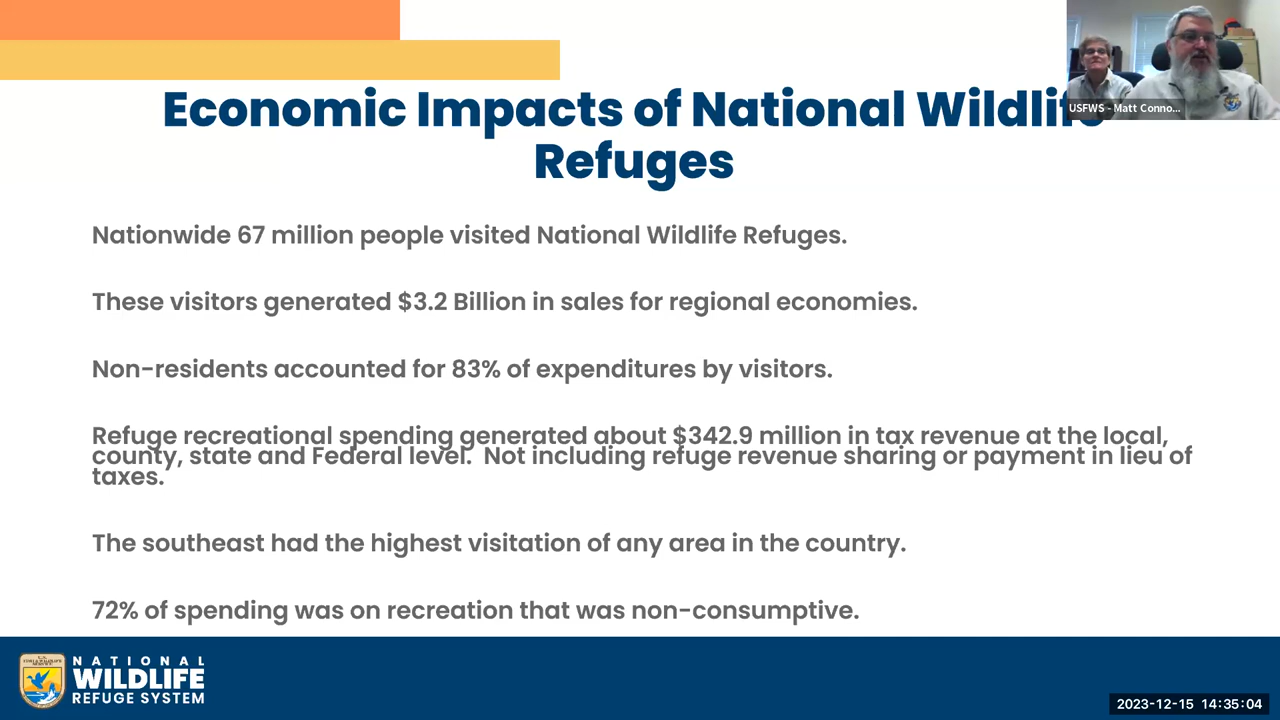 Economic Impacts of National Wildlife
Refuges
USFWS - Matt Conno...
Nationwide 67 million people visited National Wildlife Refuges.
These visitors generated $3.2 Billion in sales for regional economies.
Non-residents accounted for 83% of expenditures by visitors.
Refuge recreational spending generated about $342.9 million in tax revenue at the local,
county, state and Federal level.  Not including refuge revenue sharing or payment in lieu of
taxes.
The southeast had the highest visitation of any area in the country.
72% of spending was on recreation that was non-consumptive.
U.S.
FISH & WILDLIFE
SERVICE
NATIONAL
WILDLIFE
REFUGE SYSTEM
2023-12-15 14:35:04